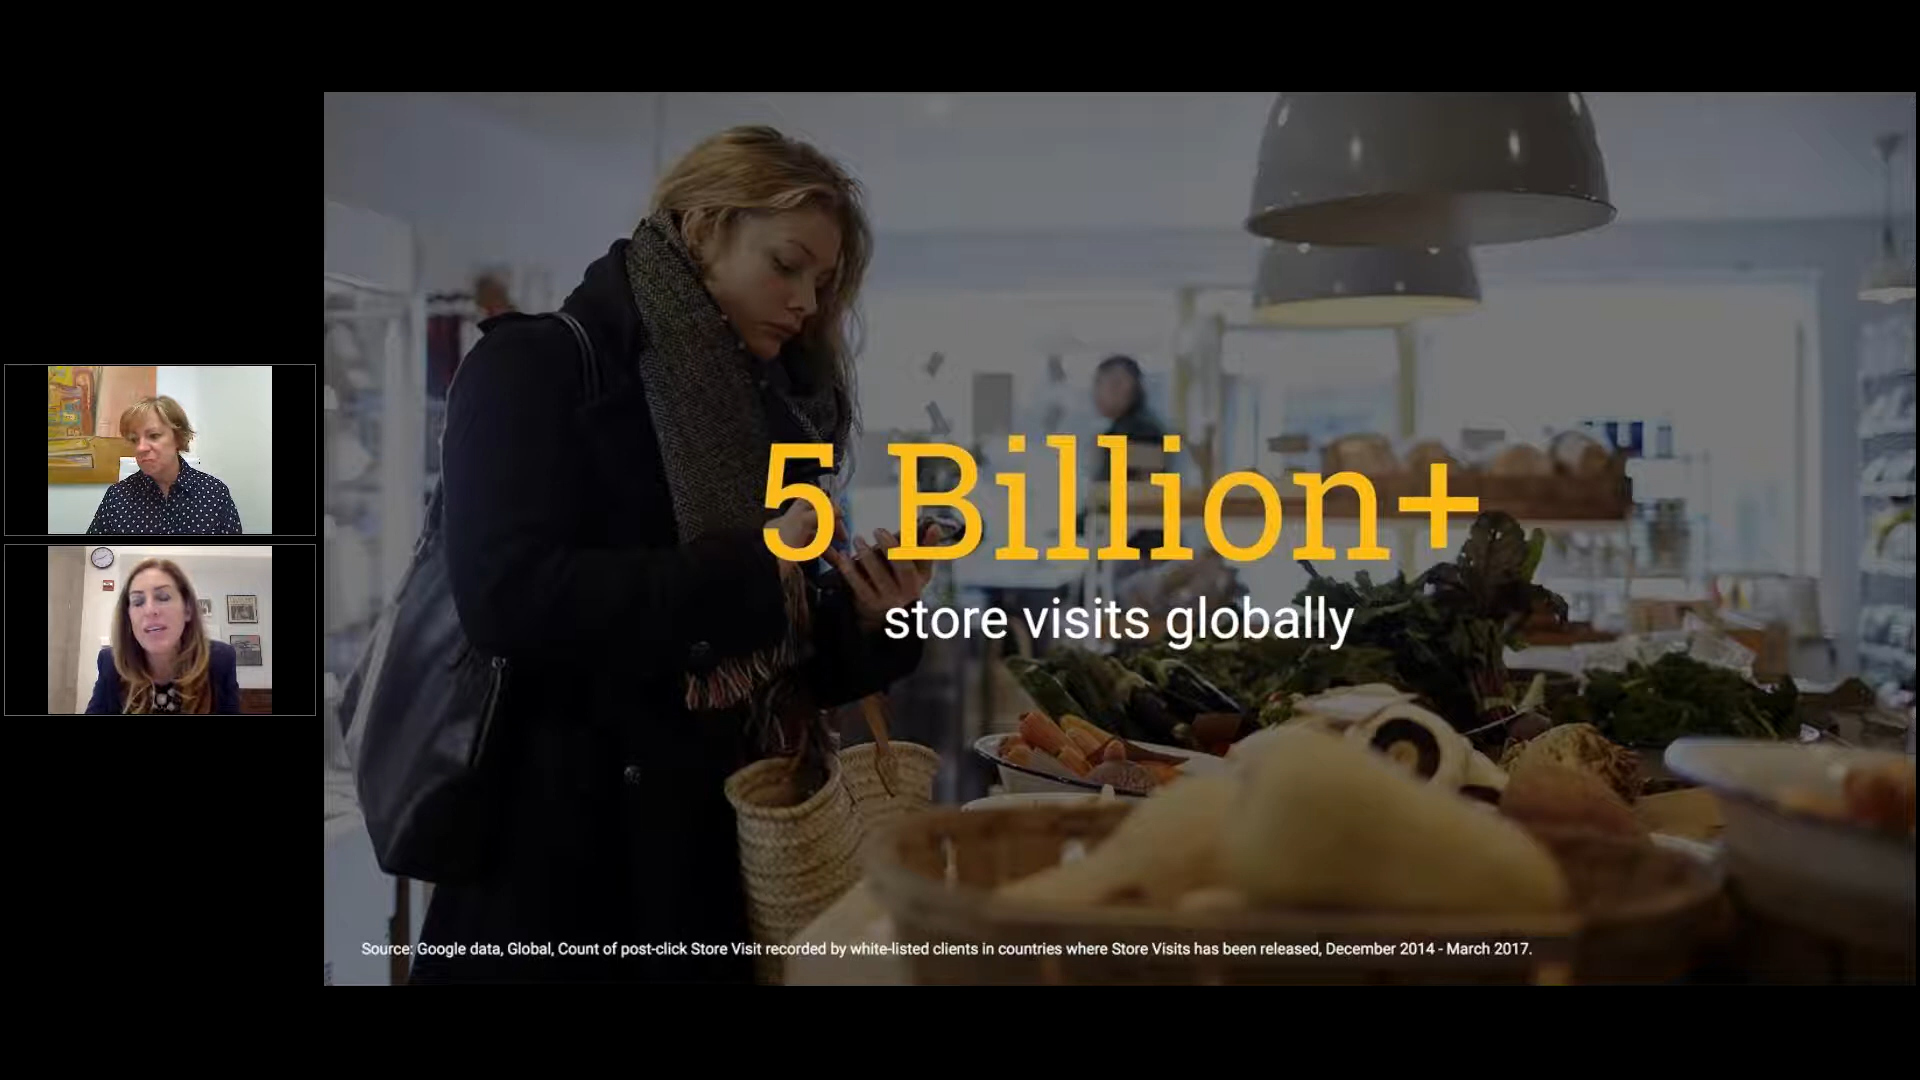 5 Billion+
store visits globally
Source: Google data, Global, Count of post-click Store Visit recorded by white-listed clients in countries where Store Visits has been released, December 2014 - March 2017.